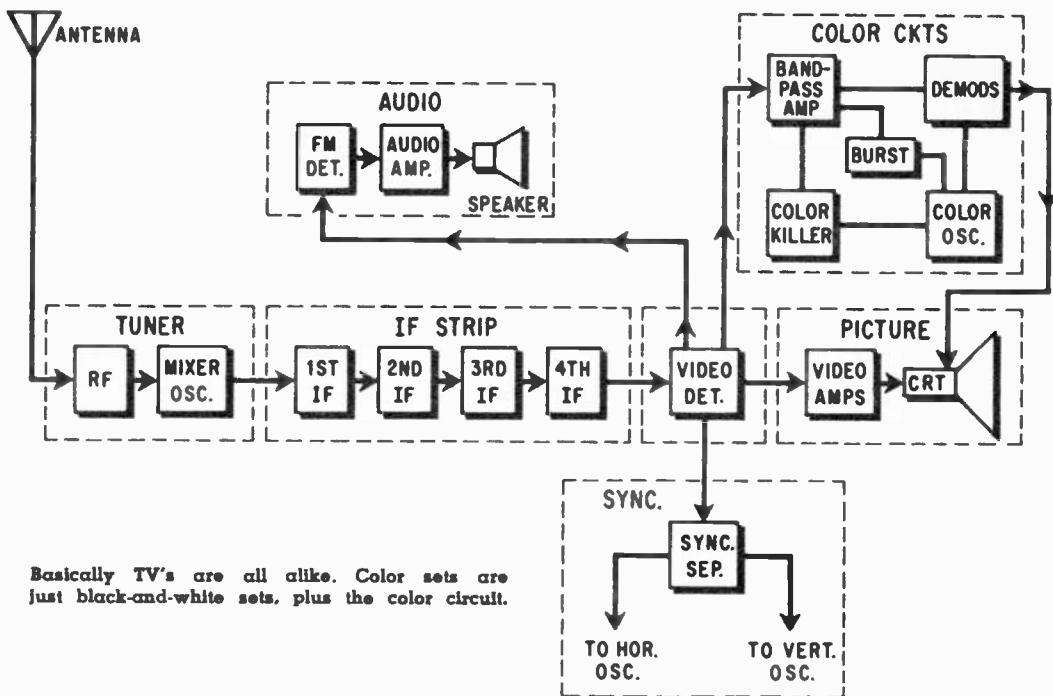 ANTENNA
COLOR CKTS
BAND-
PASS
AMP
DEMODS
BURST
COLOR
KILLER
COLOR
OSC.
AUDIO
FM
DET.
AUDIO
AMP.
SPEAKER
TUNER
RF
MIXER
OSC.
IF STRIP
1ST
IF
2ND
IF
3RD
IF
4TH
IF
VIDEO
DET.
PICTURE
VIDEO
AMPS
CRT
SYNC.
SYNC.
SEP.
TO HOR.
OSC.
TO VERT.
OSC.
Basically TV's are all alike. Color sets are
just black-and-white sets, plus the color circuit.